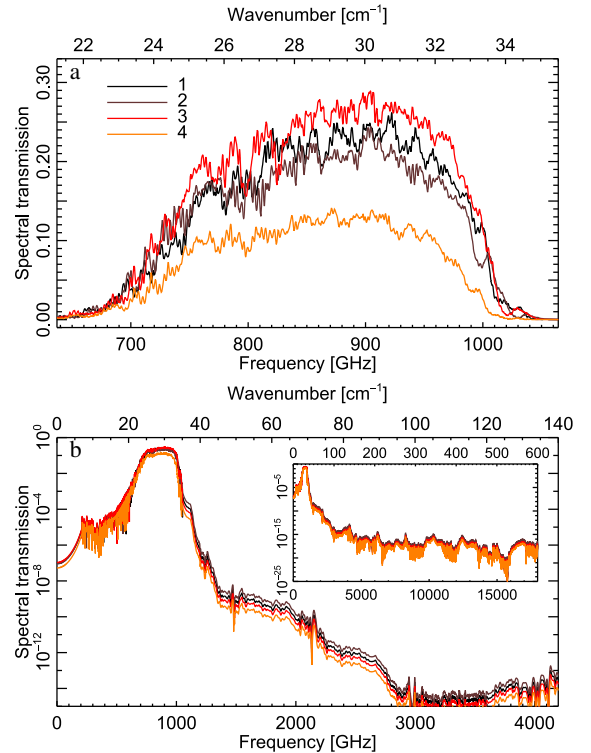 Wavenumber [cm⁻¹]
22 24 26 28 30 32 34
a
Spectral transmission
0.30
0.20
0.10
0.00
1
2
3
4
700 800 900 1000
Frequency [GHz]
Wavenumber [cm⁻¹]
0 20 40 60 80 100 120 140
b
Spectral transmission
10⁰
10⁻⁴
10⁻⁸
10⁻¹²
0 100 200 300 400 500 600
10⁻⁵
10⁻¹⁵
10⁻²⁵
0 5000 10000 15000
0 1000 2000 3000 4000
Frequency [GHz]